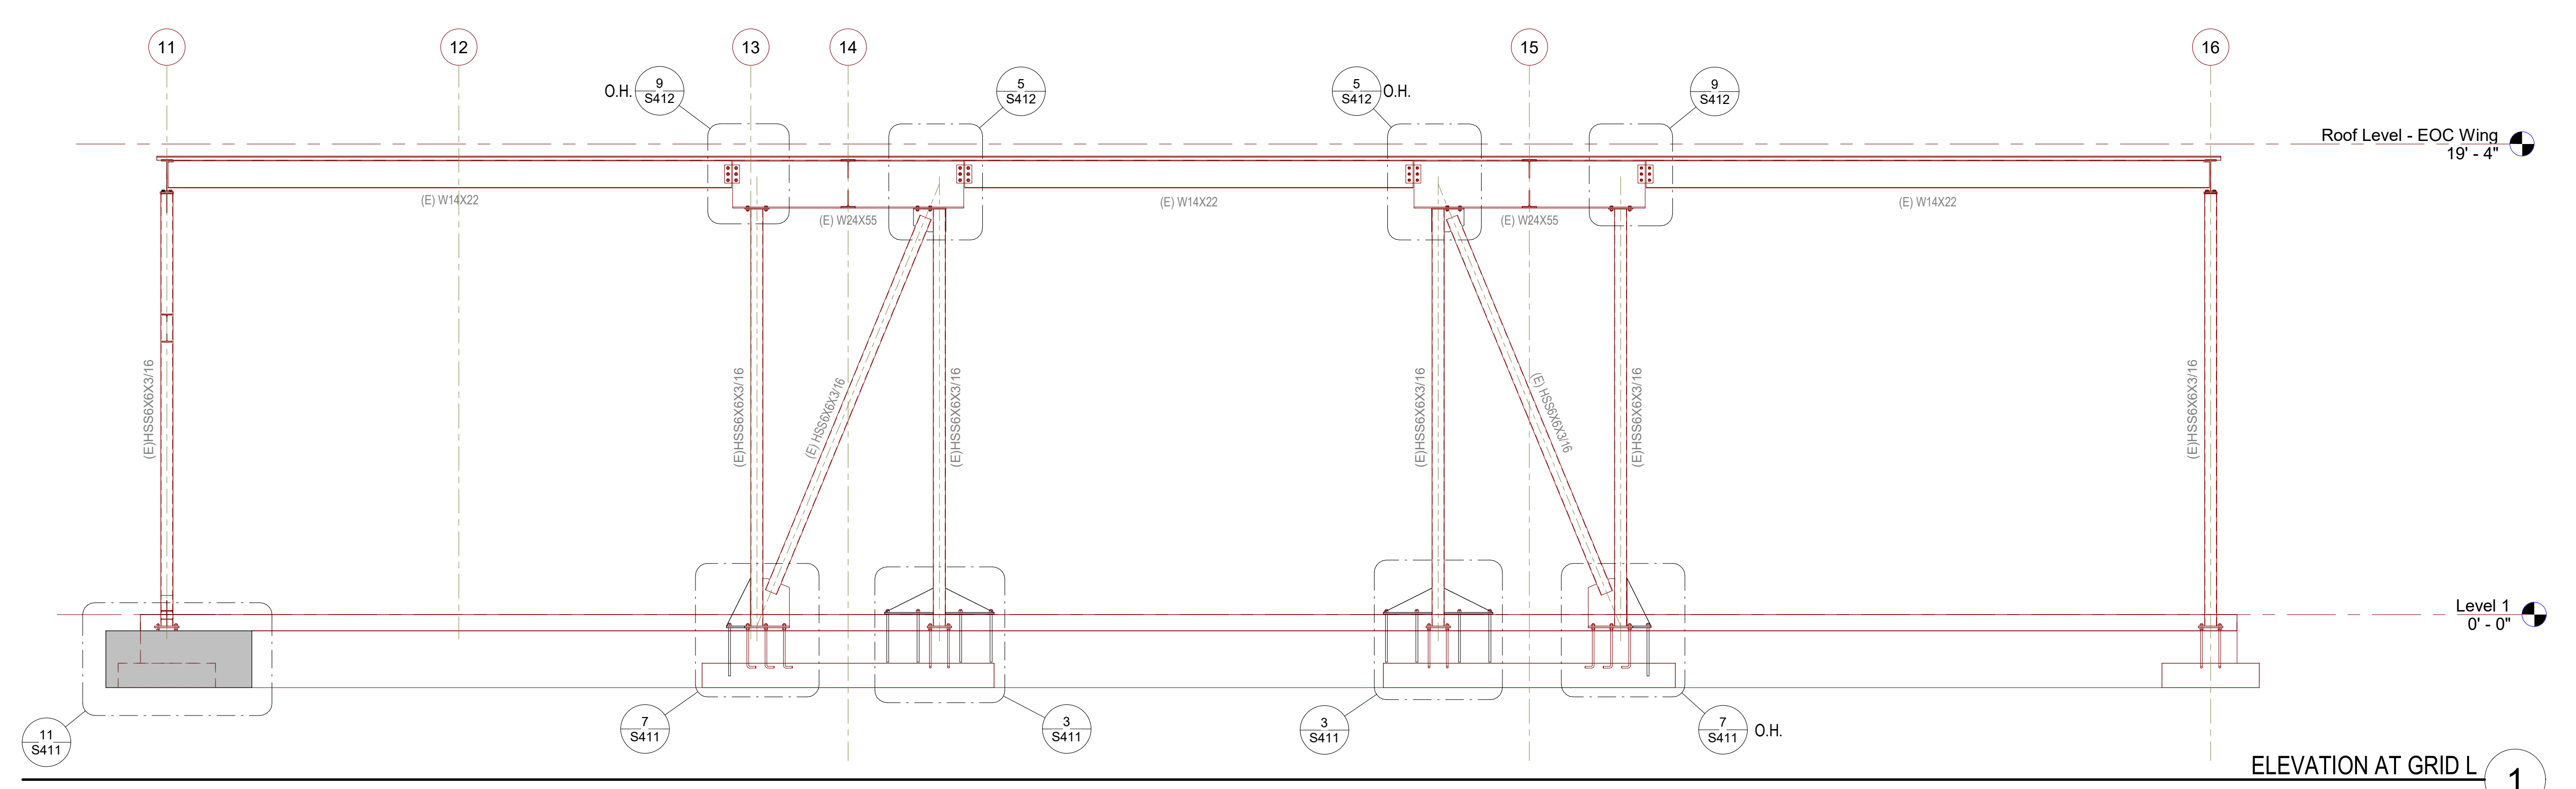 11
12
13
14
15
16
O.H.
9
S412
5
S412
5
S412
O.H.
9
S412
Roof Level - EOC Wing
19' - 4"
(E) W14X22
(E) W24X55
(E) W14X22
(E) W24X55
(E) W14X22
(E)HSS6X6X3/16
(E)HSS6X6X3/16
(E) HSS6X6X3/16
(E)HSS6X6X3/16
(E)HSS6X6X3/16
(E) HSS6X6X3/16
(E)HSS6X6X3/16
(E)HSS6X6X3/16
Level 1
0' - 0"
11
S411
7
S411
3
S411
3
S411
7
S411
O.H.
ELEVATION AT GRID L
1